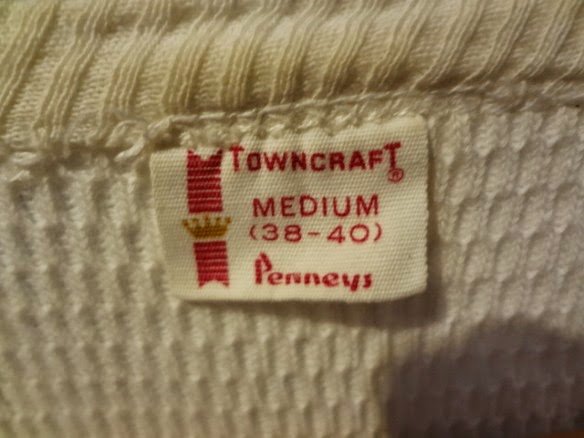 TOWNCRAFT®
MEDIUM
(38-40)
Penneys